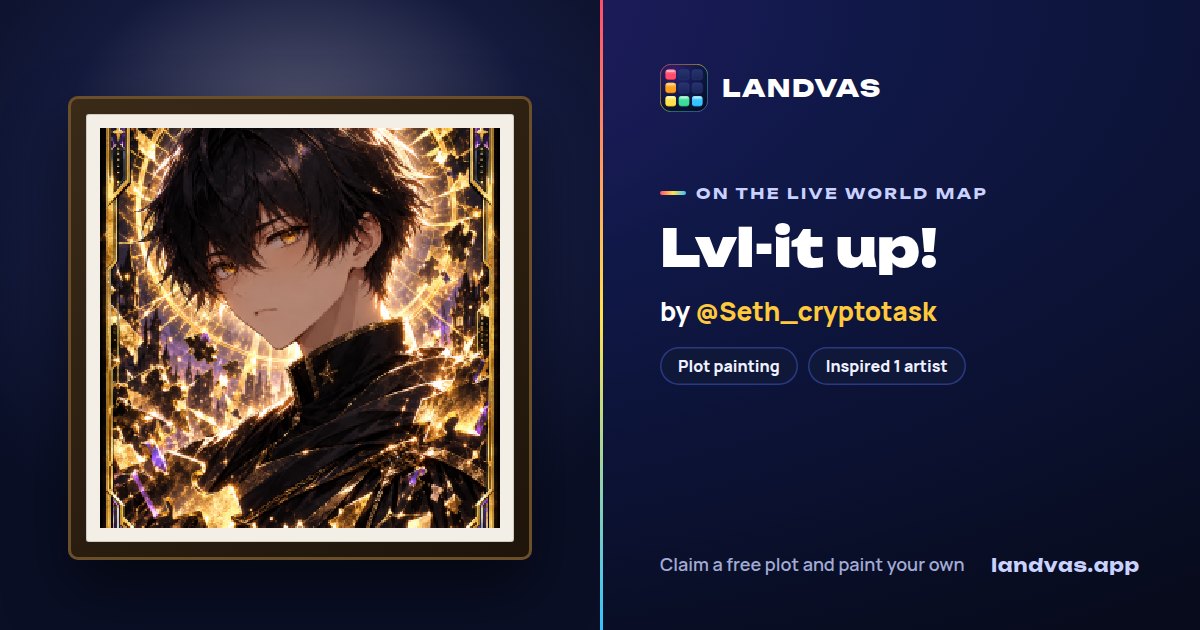 LANDVAS
ON THE LIVE WORLD MAP
Lvl-it up!
by @Seth_cryptotask
Plot painting
Inspired 1 artist
Claim a free plot and paint your own
landvas.app